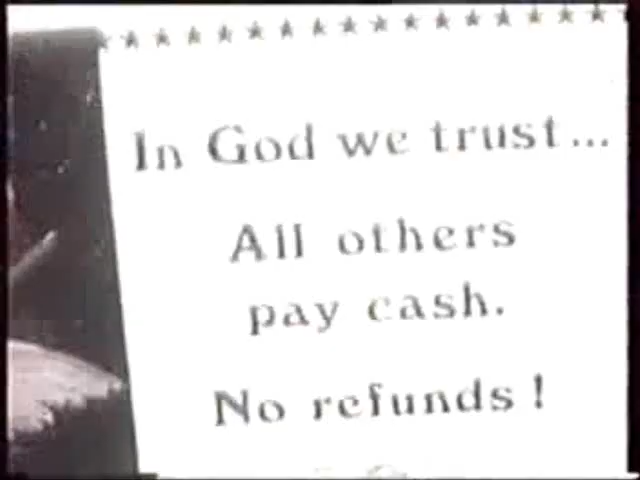 In God we trust...
All others
pay cash.
No refunds!